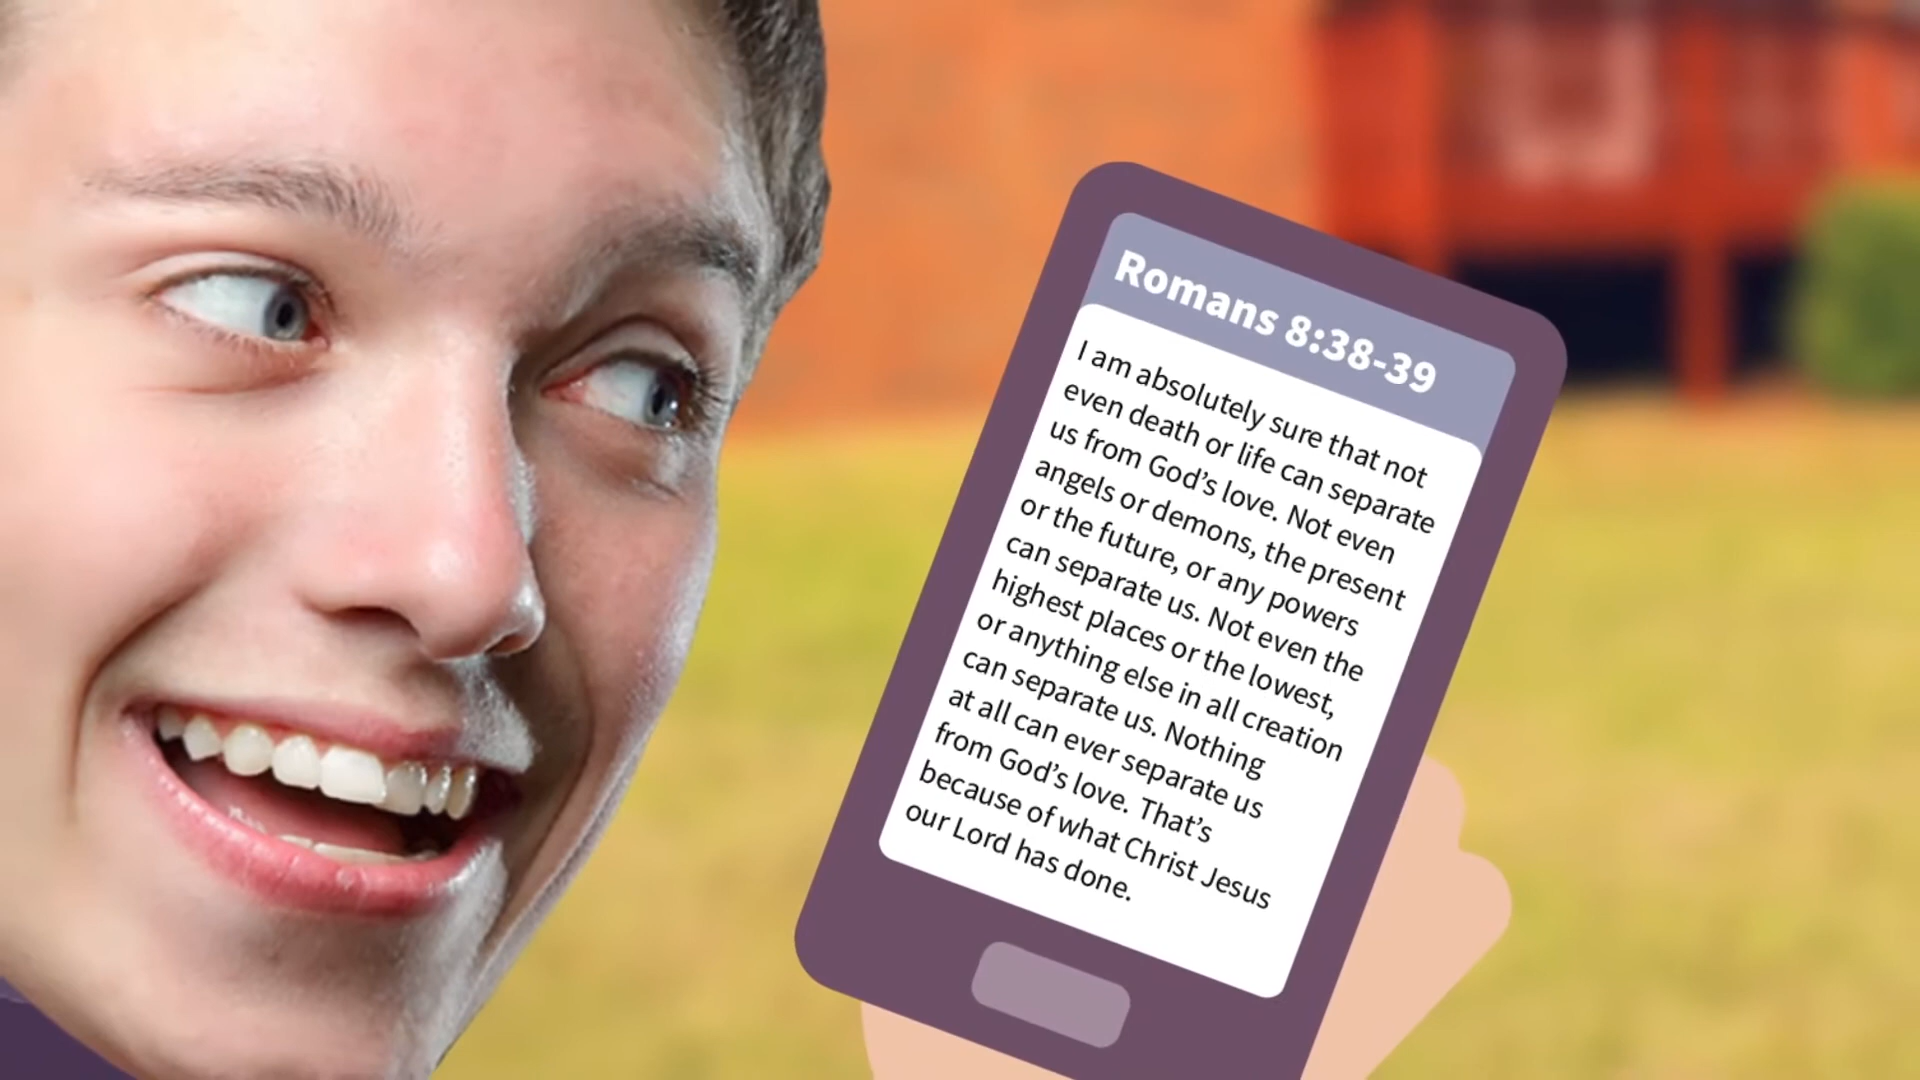 Romans 8:38-39
I am absolutely sure that not
even death or life can separate
us from God’s love. Not even
angels or demons, the present
or the future, or any powers
can separate us. Not even the
highest places or the lowest,
or anything else in all creation
can separate us. Nothing
at all can ever separate us
from God’s love. That’s
because of what Christ Jesus
our Lord has done.